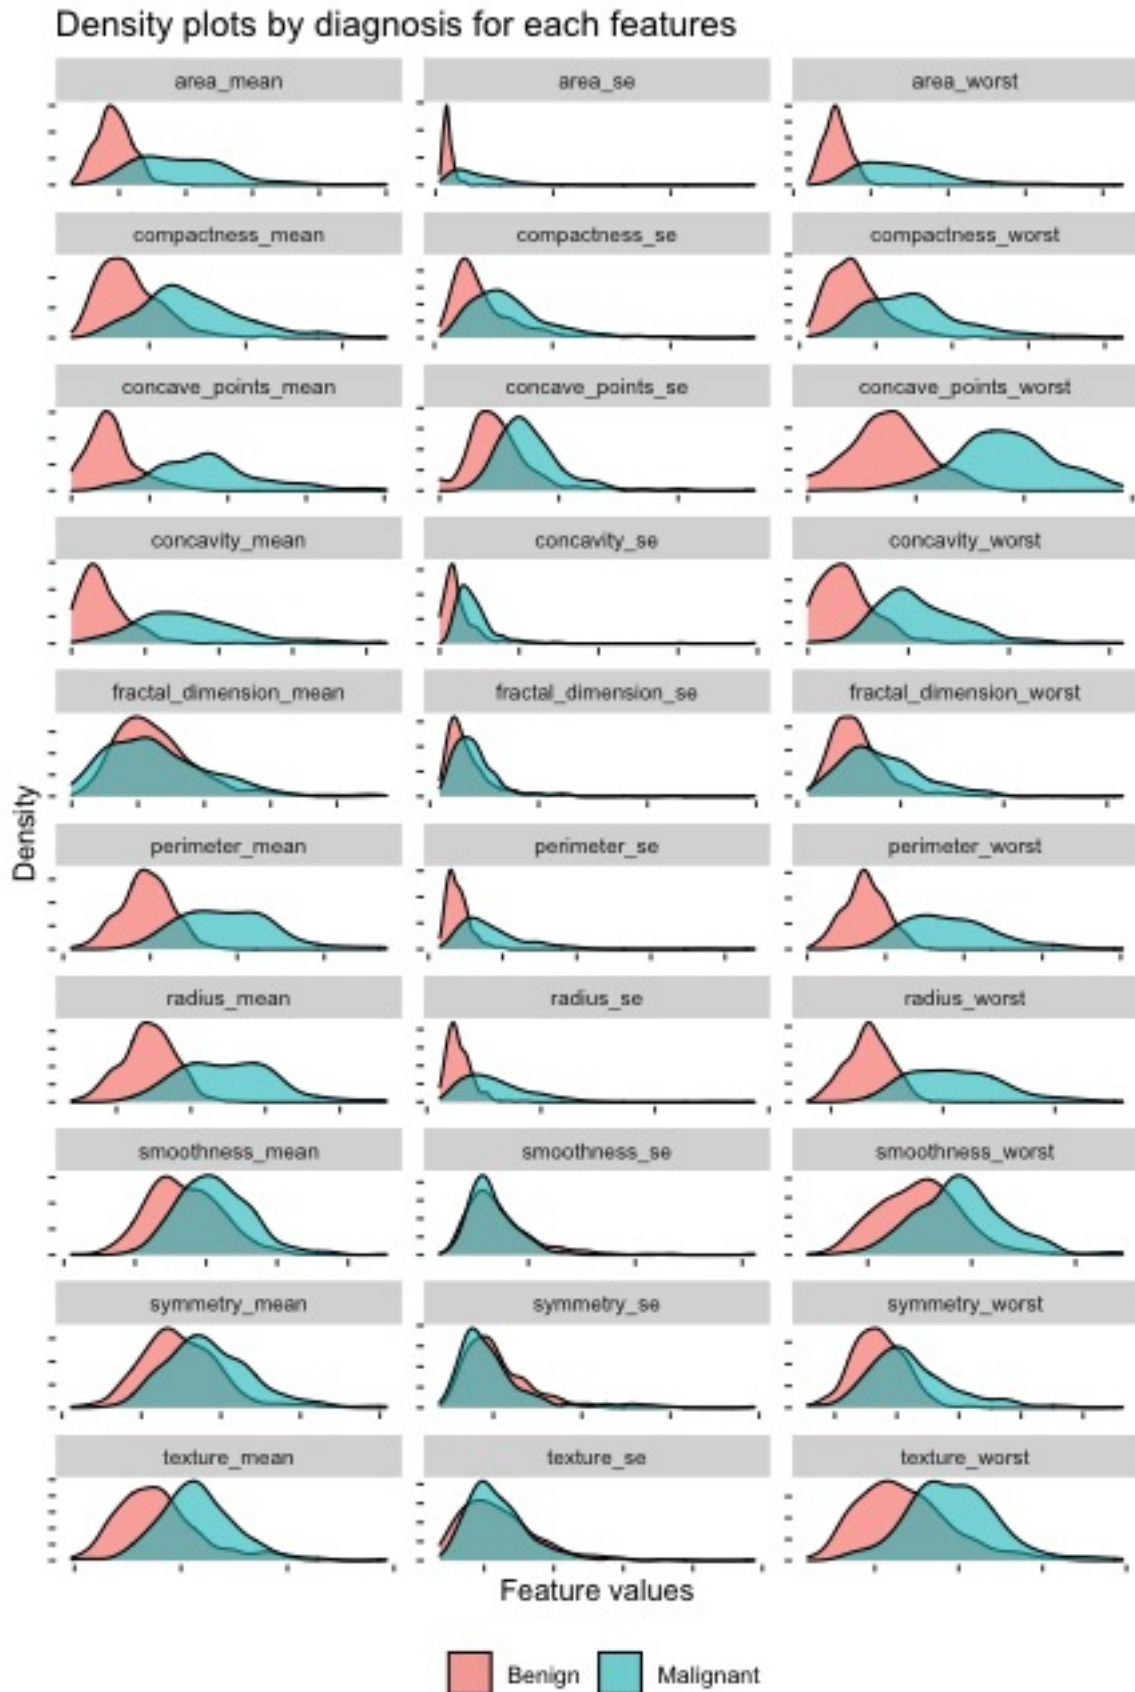 Density plots by diagnosis for each features
area_mean
area_se
area_worst
compactness_mean
compactness_se
compactness_worst
concave_points_mean
concave_points_se
concave_points_worst
concavity_mean
concavity_se
concavity_worst
fractal_dimension_mean
fractal_dimension_se
fractal_dimension_worst
Density
perimeter_mean
perimeter_se
perimeter_worst
radius_mean
radius_se
radius_worst
smoothness_mean
smoothness_se
smoothness_worst
symmetry_mean
symmetry_se
symmetry_worst
texture_mean
texture_se
texture_worst
Feature values
Benign
Malignant